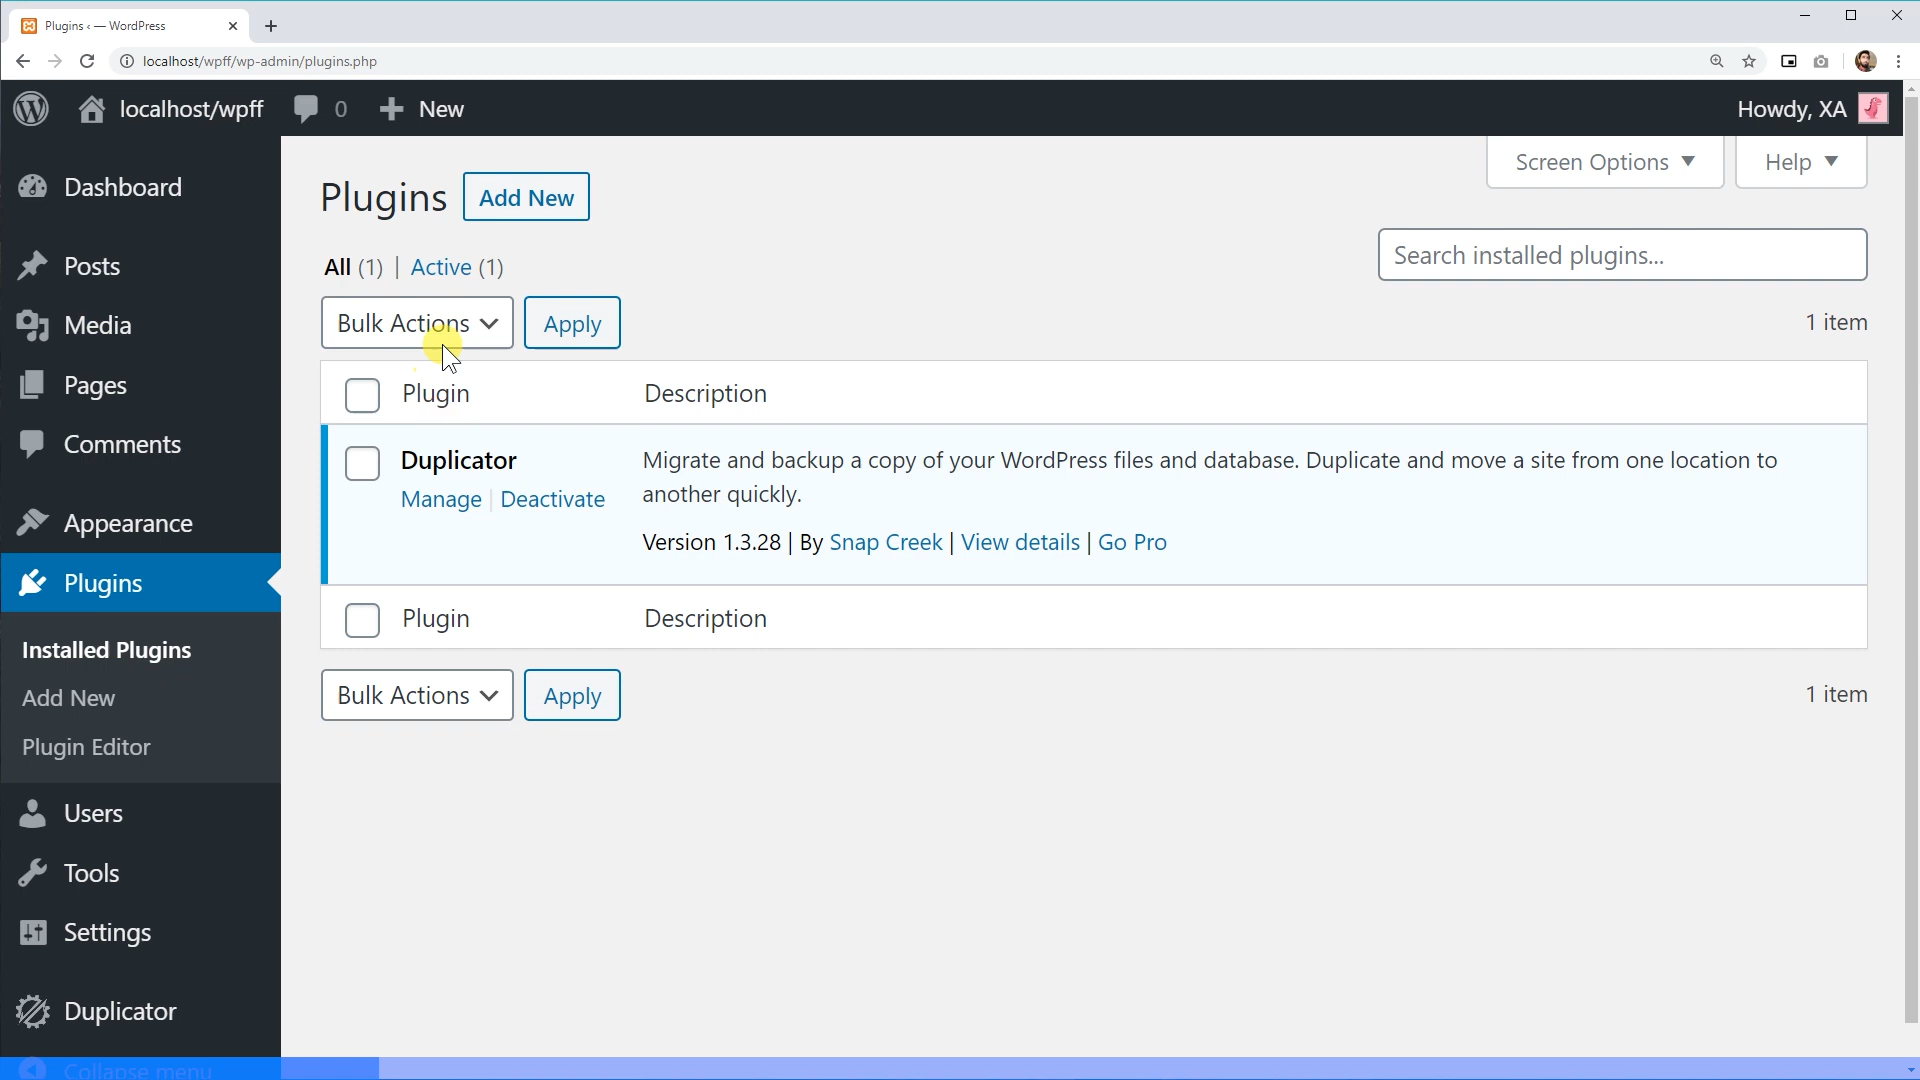 Plugins ‹ — WordPress
localhost/wpff/wp-admin/plugins.php
localhost/wpff 0 New Howdy, XA
Screen Options Help
Dashboard
Posts
Media
Pages
Comments
Appearance
Plugins
Installed Plugins
Add New
Plugin Editor
Users
Tools
Settings
Duplicator
Collapse menu
Plugins Add New
All (1) | Active (1)
Search installed plugins...
Bulk Actions Apply 1 item
Plugin Description
Duplicator
Manage | Deactivate
Migrate and backup a copy of your WordPress files and database. Duplicate and move a site from one location to
another quickly.
Version 1.3.28 | By Snap Creek | View details | Go Pro
Plugin Description
Bulk Actions Apply 1 item